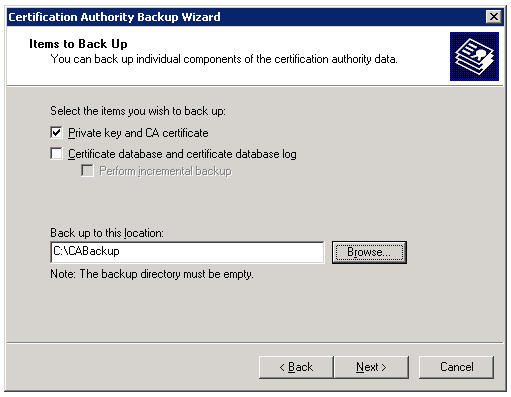 Certification Authority Backup Wizard
Items to Back Up
You can back up individual components of the certification authority data.
Select the items you wish to back up:
Private key and CA certificate
Certificate database and certificate database log
Perform incremental backup
Back up to this location:
C:\CABackup
Browse...
Note: The backup directory must be empty.
< Back
Next >
Cancel